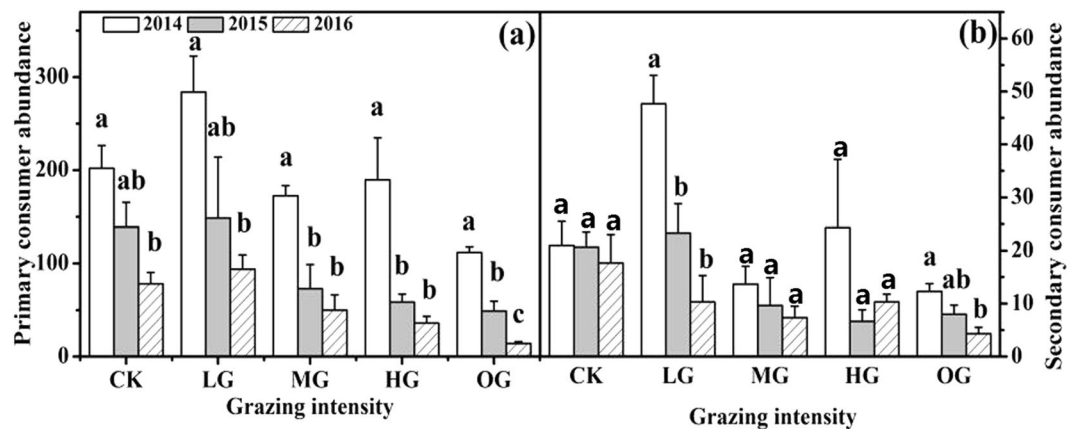 2014 2015 2016
(a)
(b)
Primary consumer abundance
300
200
100
0
a ab b
a ab b
a b b
a b b
a b c
CK LG MG HG OG
Grazing intensity
a a a
a b b
a a a
a a a
a ab b
CK LG MG HG OG
Grazing intensity
60
50
40
30
20
10
0
Secondary consumer abundance